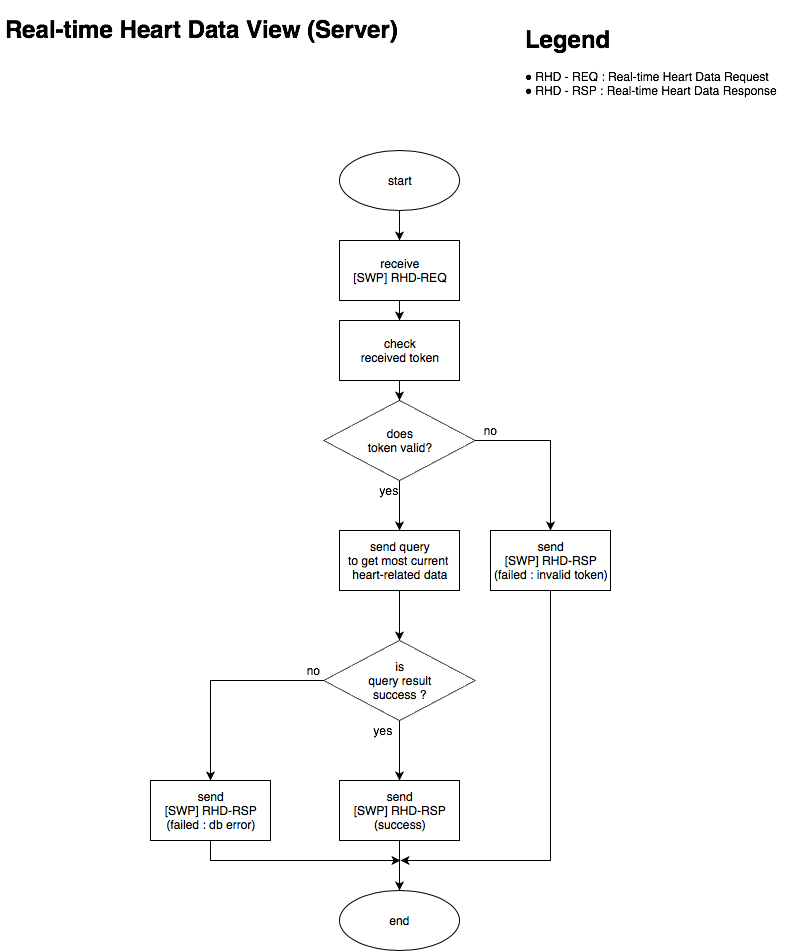 Real-time Heart Data View (Server)
Legend
● RHD - REQ : Real-time Heart Data Request
● RHD - RSP : Real-time Heart Data Response
start
receive
[SWP] RHD-REQ
check
received token
does
token valid?
no
yes
send query
to get most current
heart-related data
send
[SWP] RHD-RSP
(failed : invalid token)
is
query result
success ?
no
yes
send
[SWP] RHD-RSP
(failed : db error)
send
[SWP] RHD-RSP
(success)
end